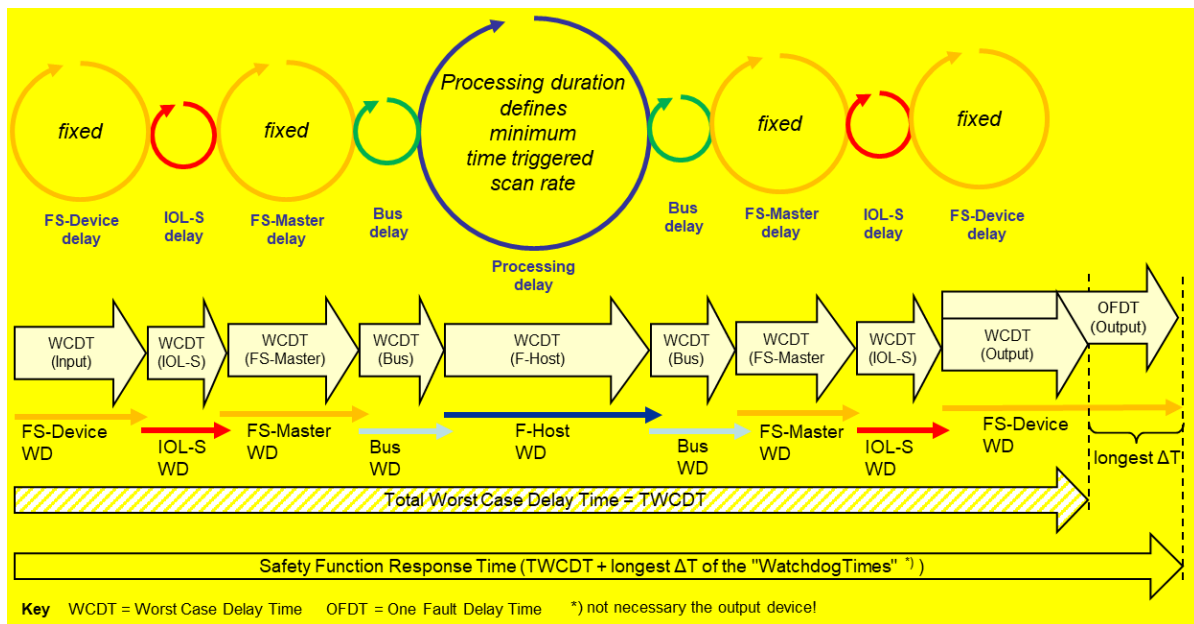 fixed
fixed
Processing duration
defines
minimum
time triggered
scan rate
fixed
fixed
FS-Device
delay
IOL-S
delay
FS-Master
delay
Bus
delay
Processing
delay
Bus
delay
FS-Master
delay
IOL-S
delay
FS-Device
delay
WCDT
(Input)
WCDT
(IOL-S)
WCDT
(FS-Master)
WCDT
(Bus)
WCDT
(F-Host)
WCDT
(Bus)
WCDT
(FS-Master
WCDT
(IOL-S)
WCDT
(Output)
OFDT
(Output)
FS-Device
WD
IOL-S
WD
FS-Master
WD
Bus
WD
F-Host
WD
Bus
WD
FS-Master
WD
IOL-S
WD
FS-Device
WD
longest ΔT
Total Worst Case Delay Time = TWCDT
Safety Function Response Time (TWCDT + longest ΔT of the "WatchdogTimes" *) )
Key WCDT = Worst Case Delay Time OFDT = One Fault Delay Time *) not necessary the output device!